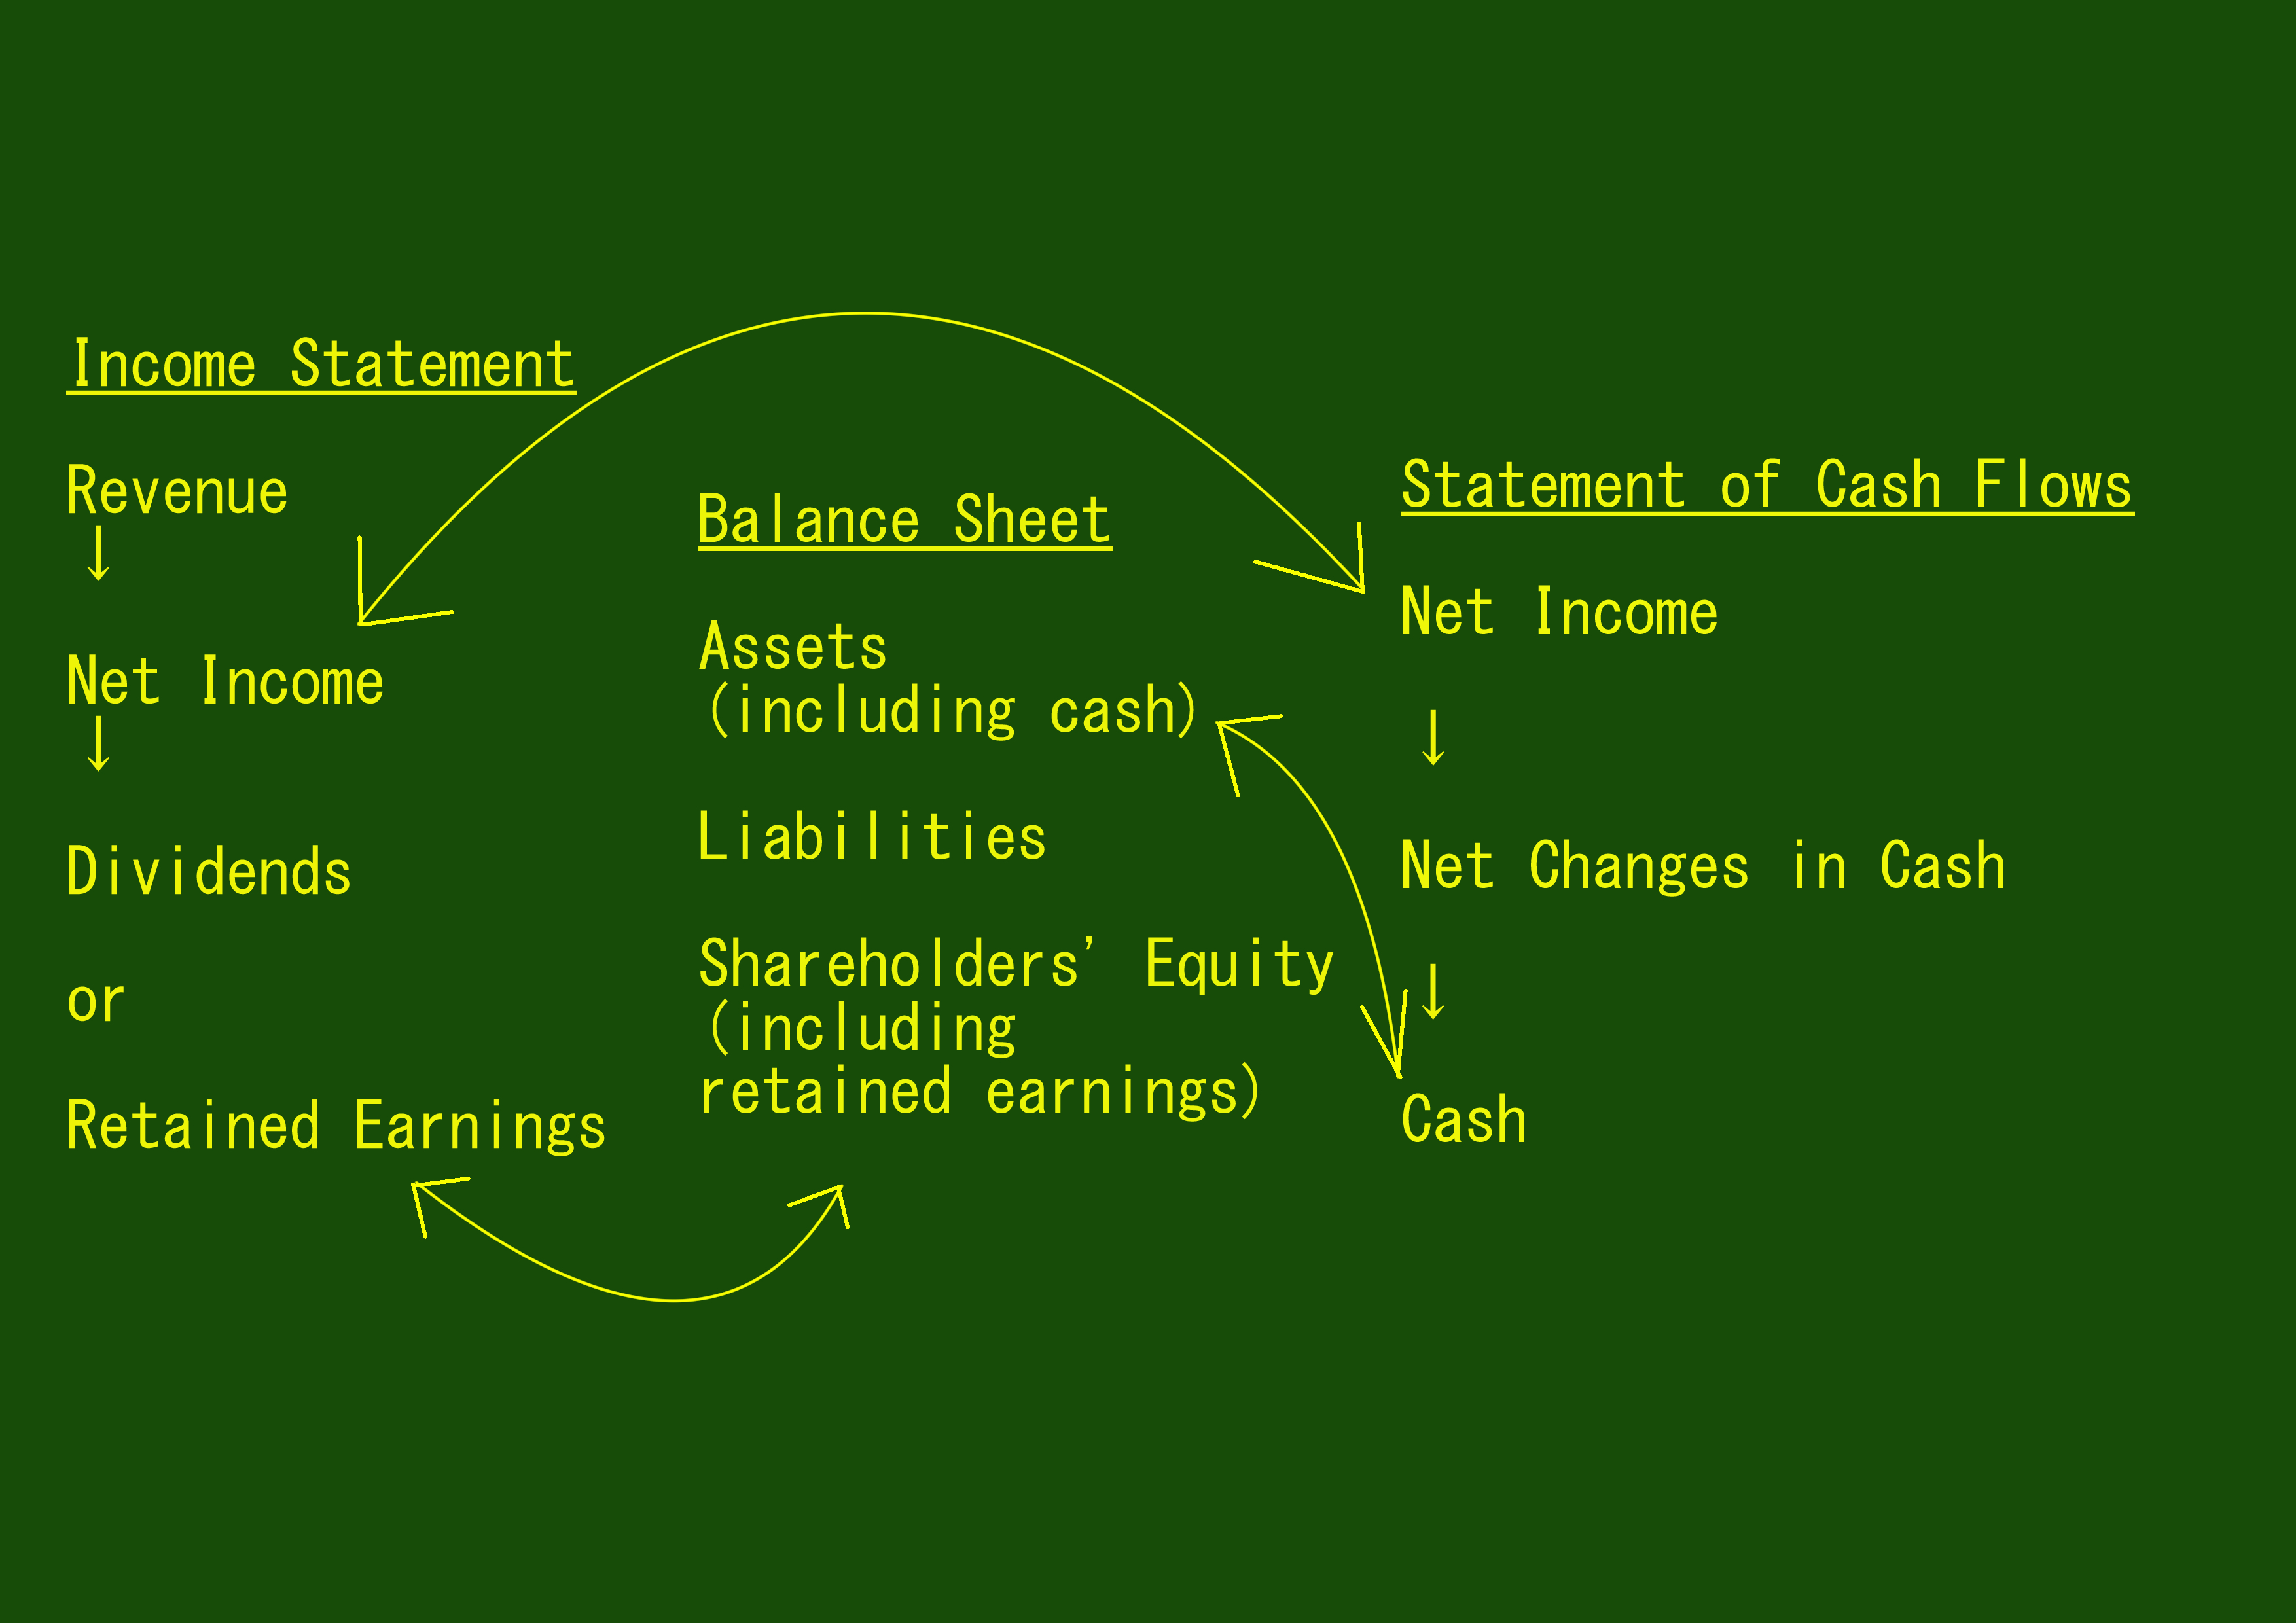 Income Statement
Revenue
↓
Net Income
↓
Dividends
or
Retained Earnings
Balance Sheet
Assets
(including cash)
Liabilities
Shareholders' Equity
(including
retained earnings)
Statement of Cash Flows
Net Income
↓
Net Changes in Cash
↓
Cash